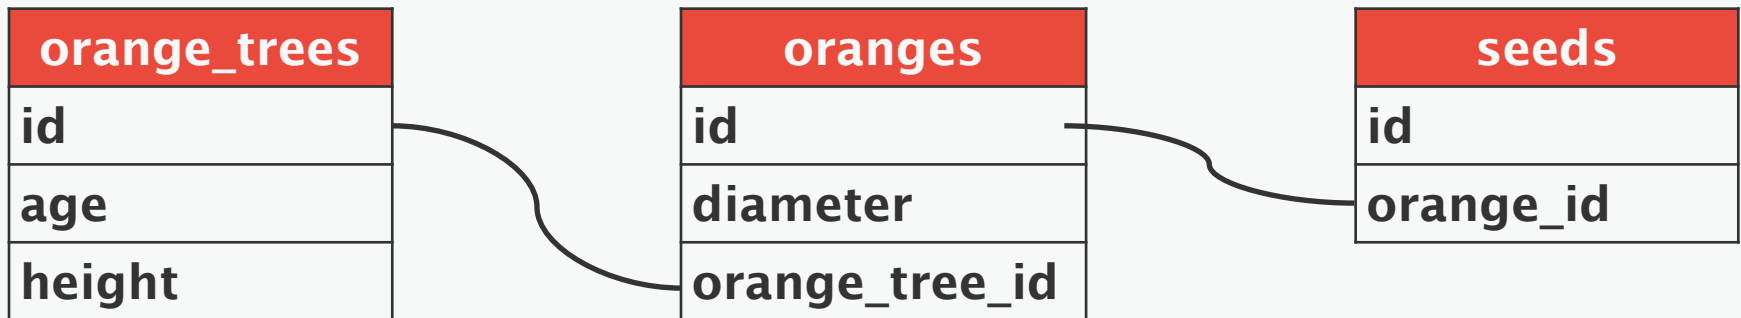 orange_trees
id
age
height
oranges
id
diameter
orange_tree_id
seeds
id
orange_id